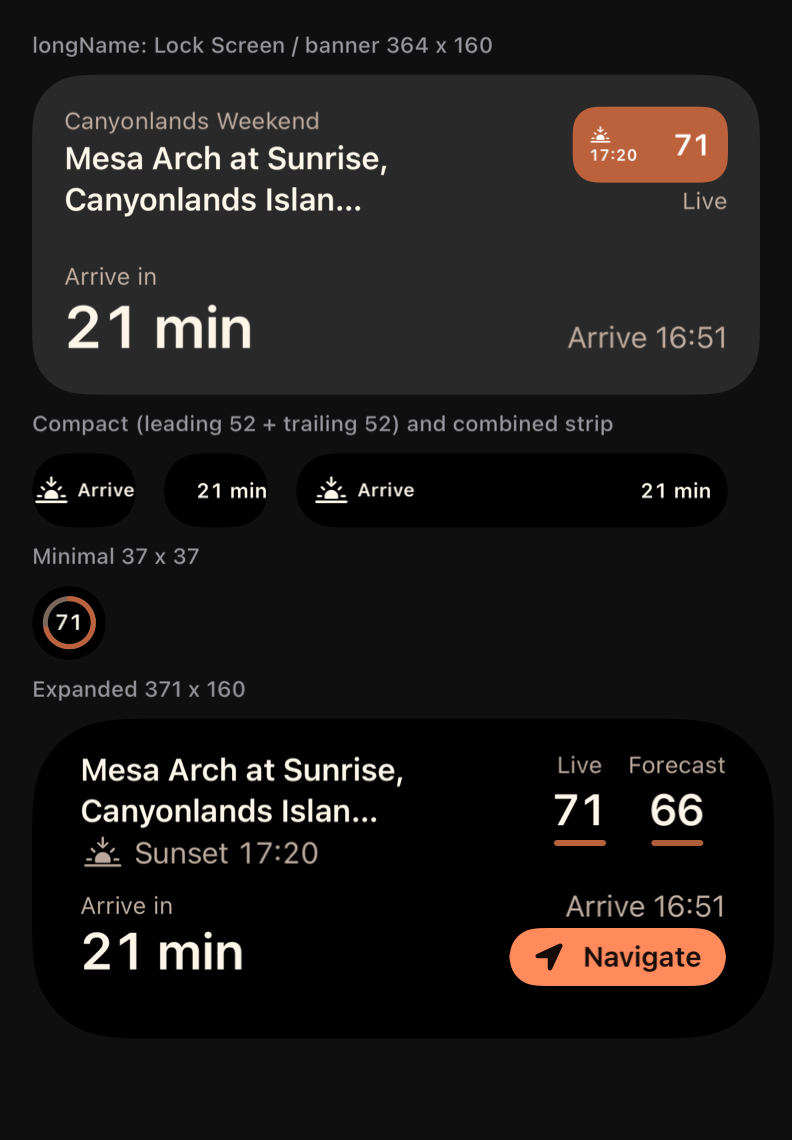 longName: Lock Screen / banner 364 x 160
Canyonlands Weekend
Mesa Arch at Sunrise,
Canyonlands Islan...
17:20
71
Live
Arrive in
21 min
Arrive 16:51
Compact (leading 52 + trailing 52) and combined strip
Arrive
21 min
Arrive
21 min
Minimal 37 x 37
71
Expanded 371 x 160
Mesa Arch at Sunrise,
Canyonlands Islan...
Sunset 17:20
Live
Forecast
71
66
Arrive in
21 min
Arrive 16:51
Navigate